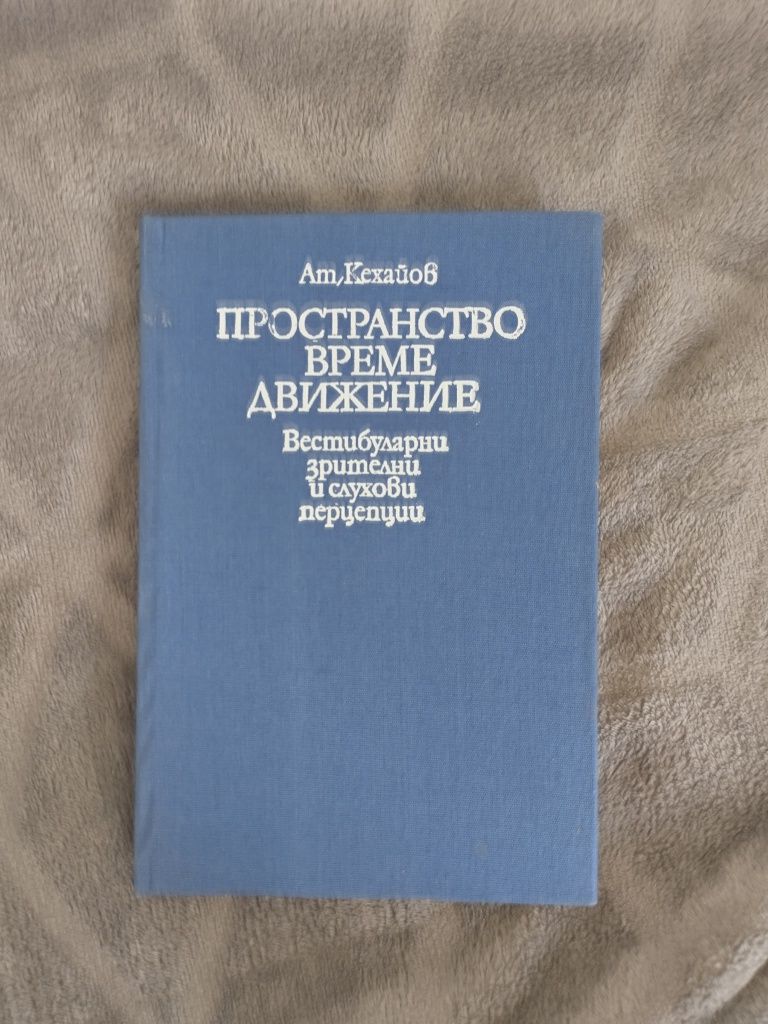 Ат. Кехайов
ПРОСТРАНСТВО
ВРЕМЕ
ДВИЖЕНИЕ
Вестибуларни
зрителни
и слухови
перцепции